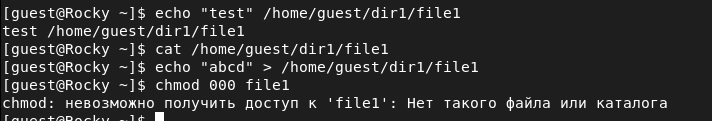 [guest@Rocky ~]$ echo "test" /home/guest/dir1/file1
test /home/guest/dir1/file1
[guest@Rocky ~]$ cat /home/guest/dir1/file1
[guest@Rocky ~]$ echo "abcd" > /home/guest/dir1/file1
[guest@Rocky ~]$ chmod 000 file1
chmod: невозможно получить доступ к 'file1': Нет такого файла или каталога
[guest@Rocky ~]$